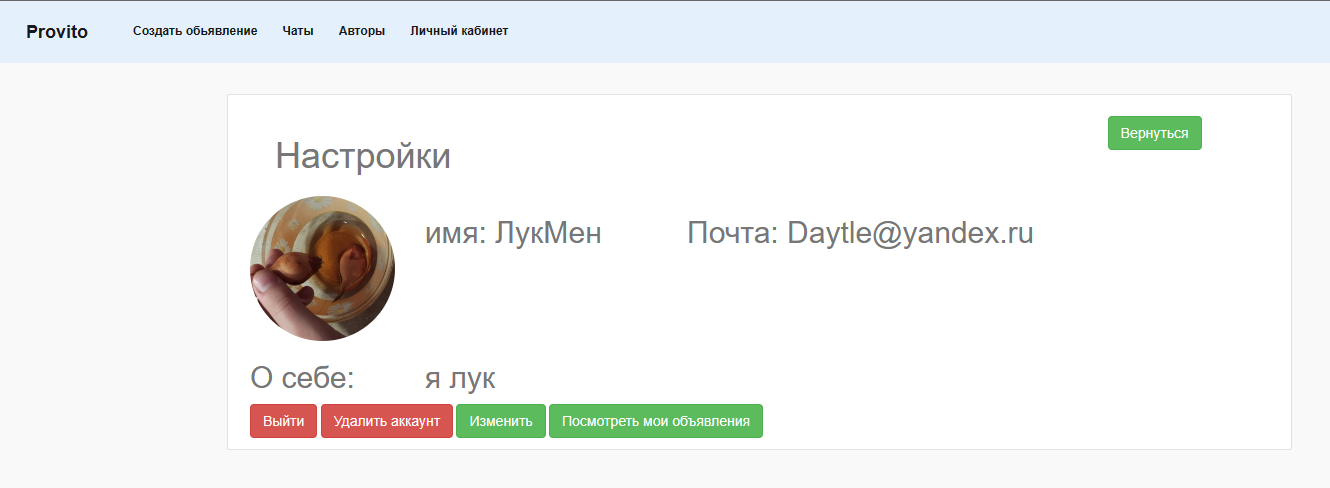 Provito Создать обьявление Чаты Авторы Личный кабинет
Вернуться
Настройки
имя: ЛукМен Почта: Daytle@yandex.ru
О себе: я лук
Выйти Удалить аккаунт Изменить Посмотреть мои объявления